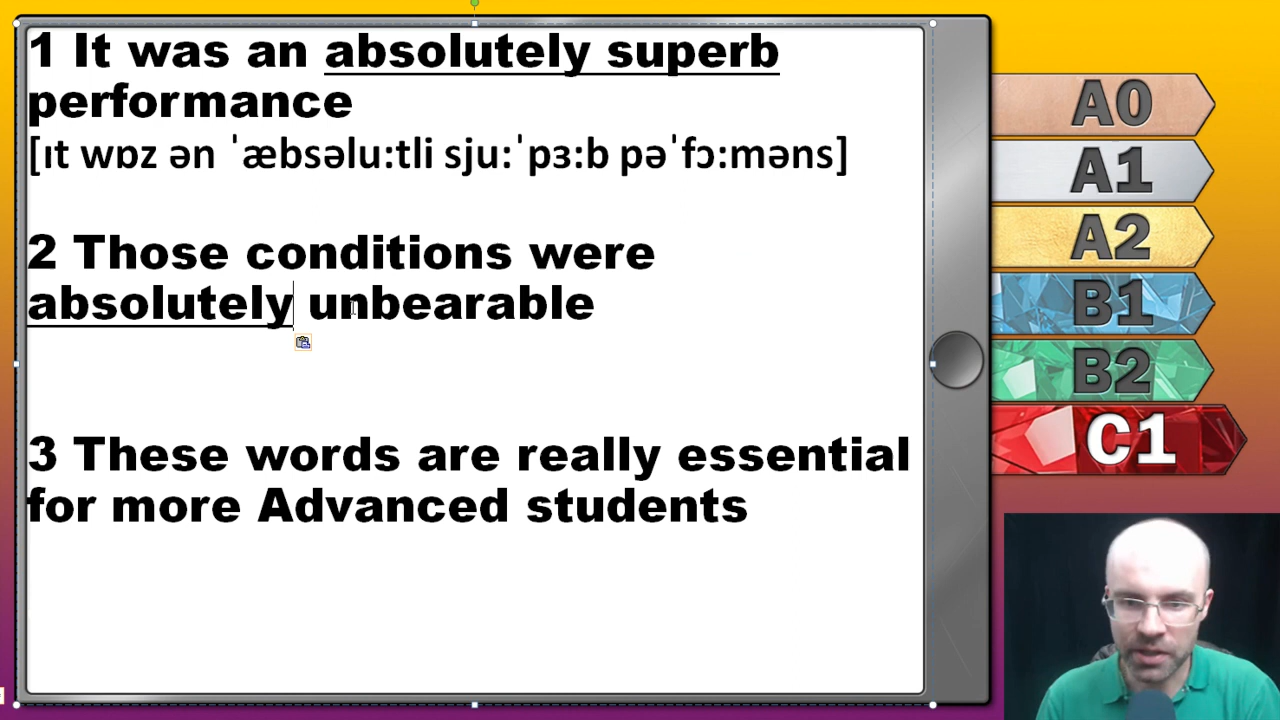 1 It was an absolutely superb
performance
[ɪt wɒz ən ˈæbsəlu:tli sju:ˈpɜ:b pəˈfɔ:məns]
2 Those conditions were
absolutely unbearable
3 These words are really essential
for more Advanced students
A0
A1
A2
B1
B2
C1